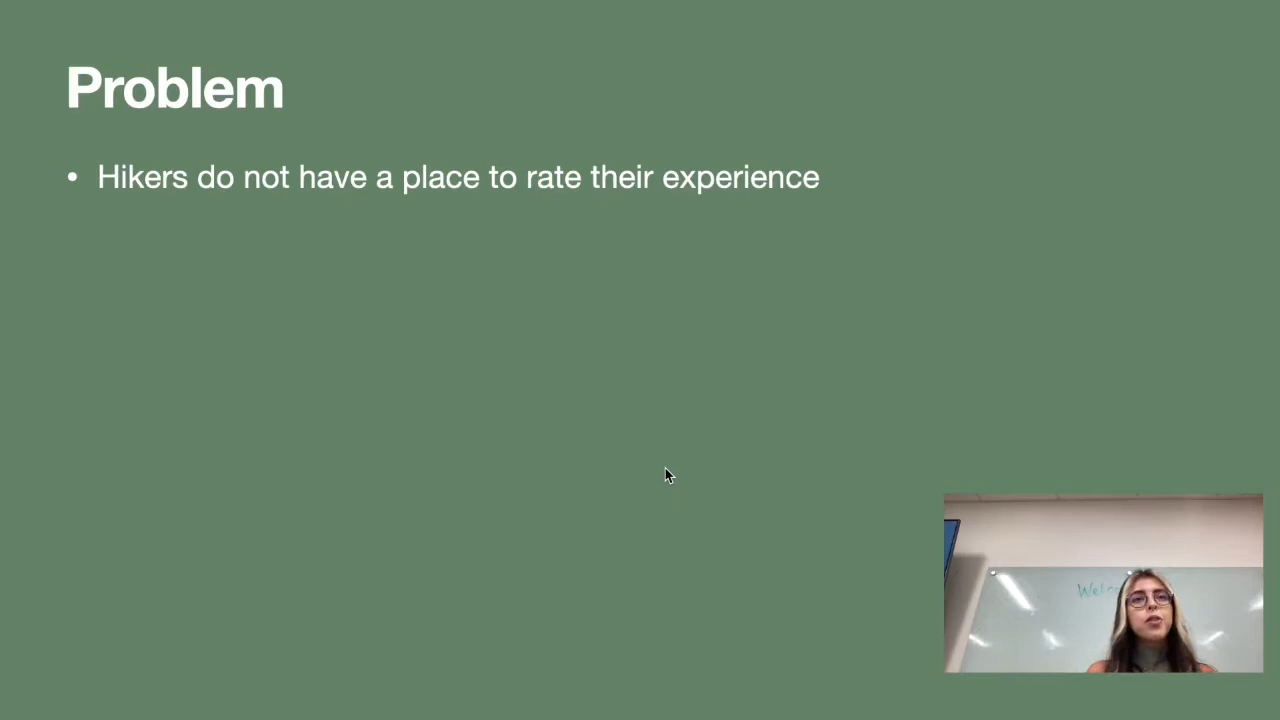 Problem
• Hikers do not have a place to rate their experience